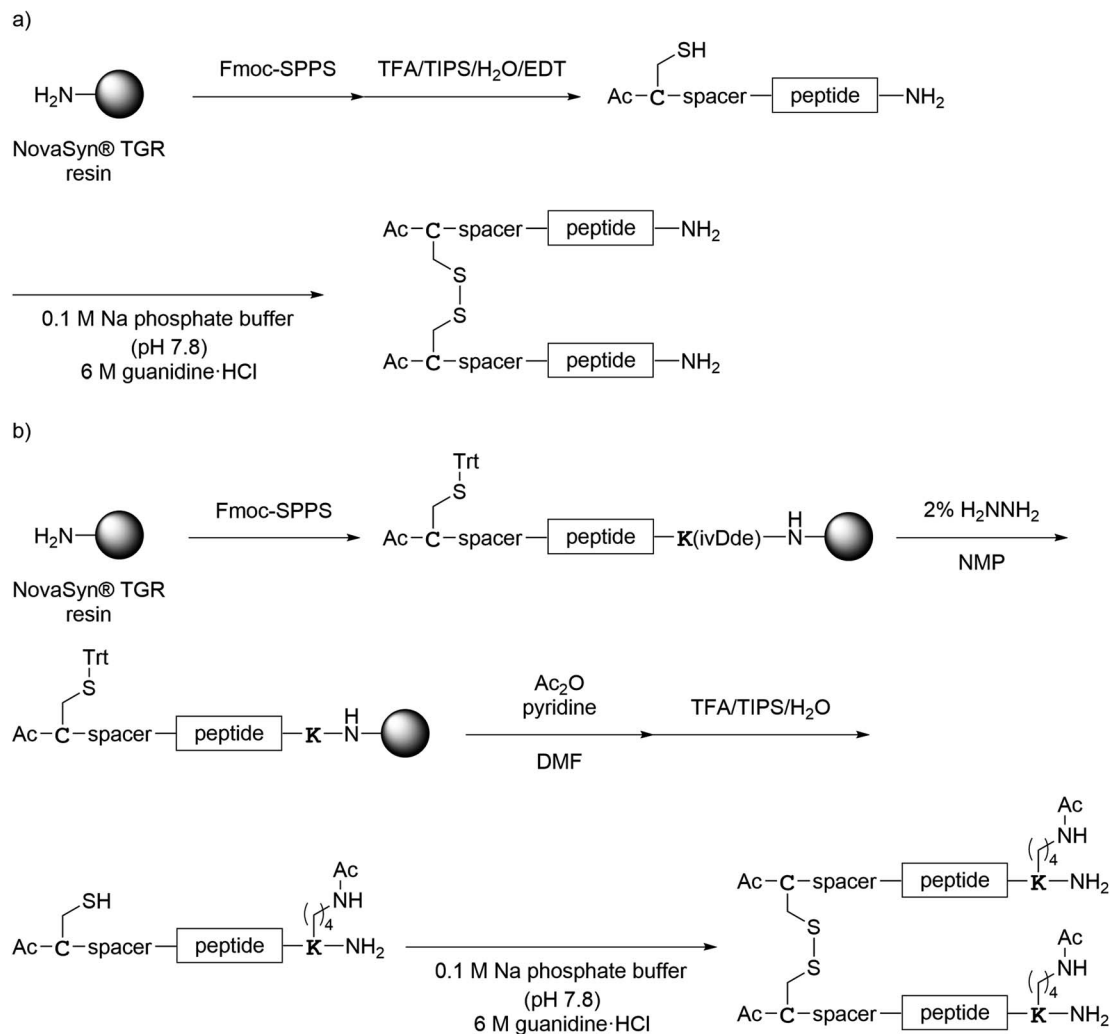 a)
H2N
NovaSyn® TGR
resin
Fmoc-SPPS
TFA/TIPS/H2O/EDT
SH
Ac C spacer peptide NH2
0.1 M Na phosphate buffer
(pH 7.8)
6 M guanidine·HCl
Ac C spacer peptide NH2
S
S
Ac C spacer peptide NH2
b)
H2N
NovaSyn® TGR
resin
Fmoc-SPPS
Trt
S
Ac C spacer peptide K(ivDde) H
N
2% H2NNH2
NMP
Trt
S
Ac C spacer peptide K H
N
Ac2O
pyridine
DMF
TFA/TIPS/H2O
SH
Ac
NH
( )4
Ac C spacer peptide K NH2
0.1 M Na phosphate buffer
(pH 7.8)
6 M guanidine·HCl
Ac
NH
( )4
Ac C spacer peptide K NH2
S
S
Ac
NH
( )4
Ac C spacer peptide K NH2